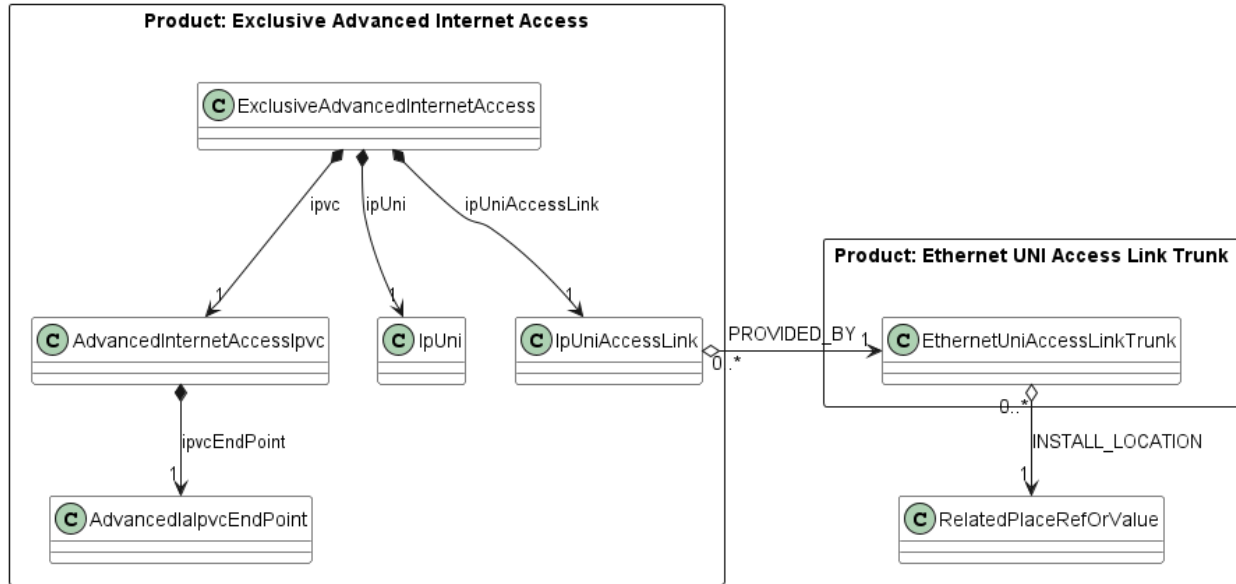 Product: Exclusive Advanced Internet Access
C ExclusiveAdvancedInternetAccess
ipvc
ipUni
ipUniAccessLink
1
1
1
C AdvancedInternetAccessIpvc
C IpUni
C IpUniAccessLink
ipvcEndPoint
1
C AdvancedIaIpvcEndPoint
PROVIDED_BY
0..*
1
Product: Ethernet UNI Access Link Trunk
C EthernetUniAccessLinkTrunk
0..*
INSTALL_LOCATION
1
C RelatedPlaceRefOrValue